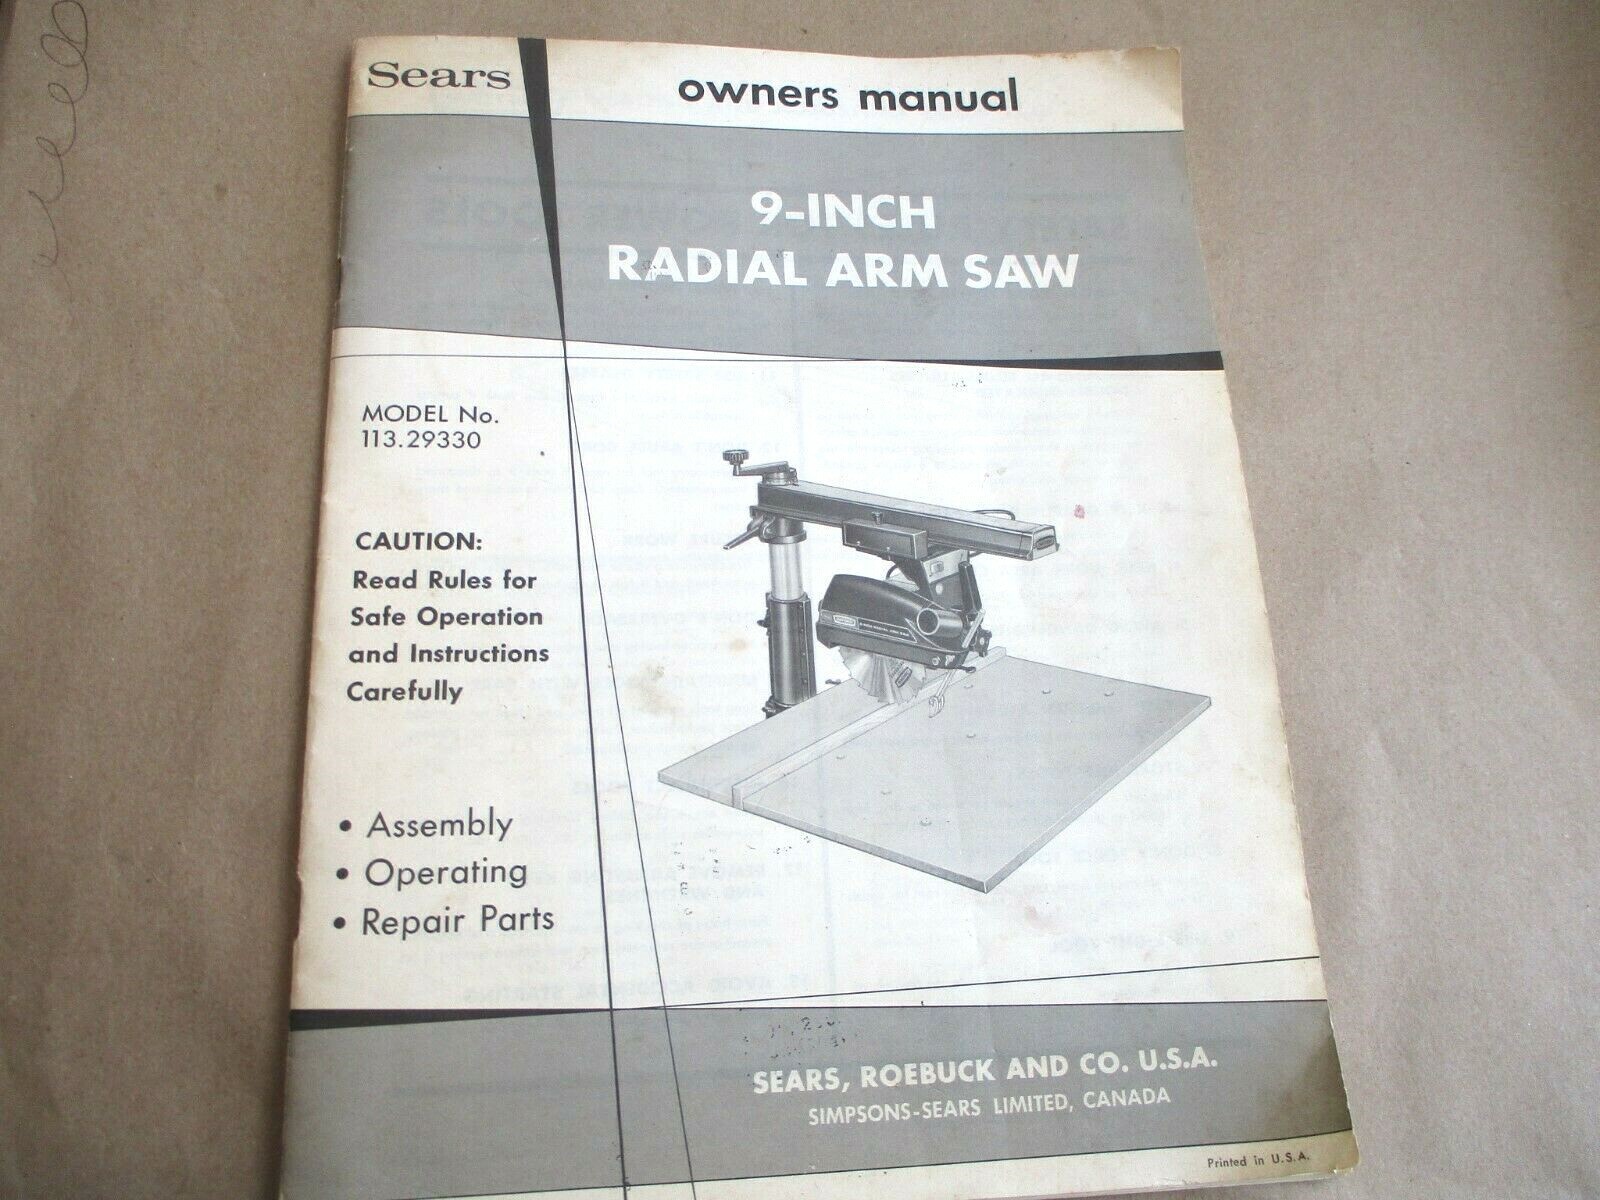 Sears
owners manual
9-INCH
RADIAL ARM SAW
MODEL No.
113.29330
CAUTION:
Read Rules for
Safe Operation
and Instructions
Carefully
• Assembly
• Operating
• Repair Parts
SEARS, ROEBUCK AND CO. U.S.A.
SIMPSONS-SEARS LIMITED, CANADA
Printed in U.S.A.